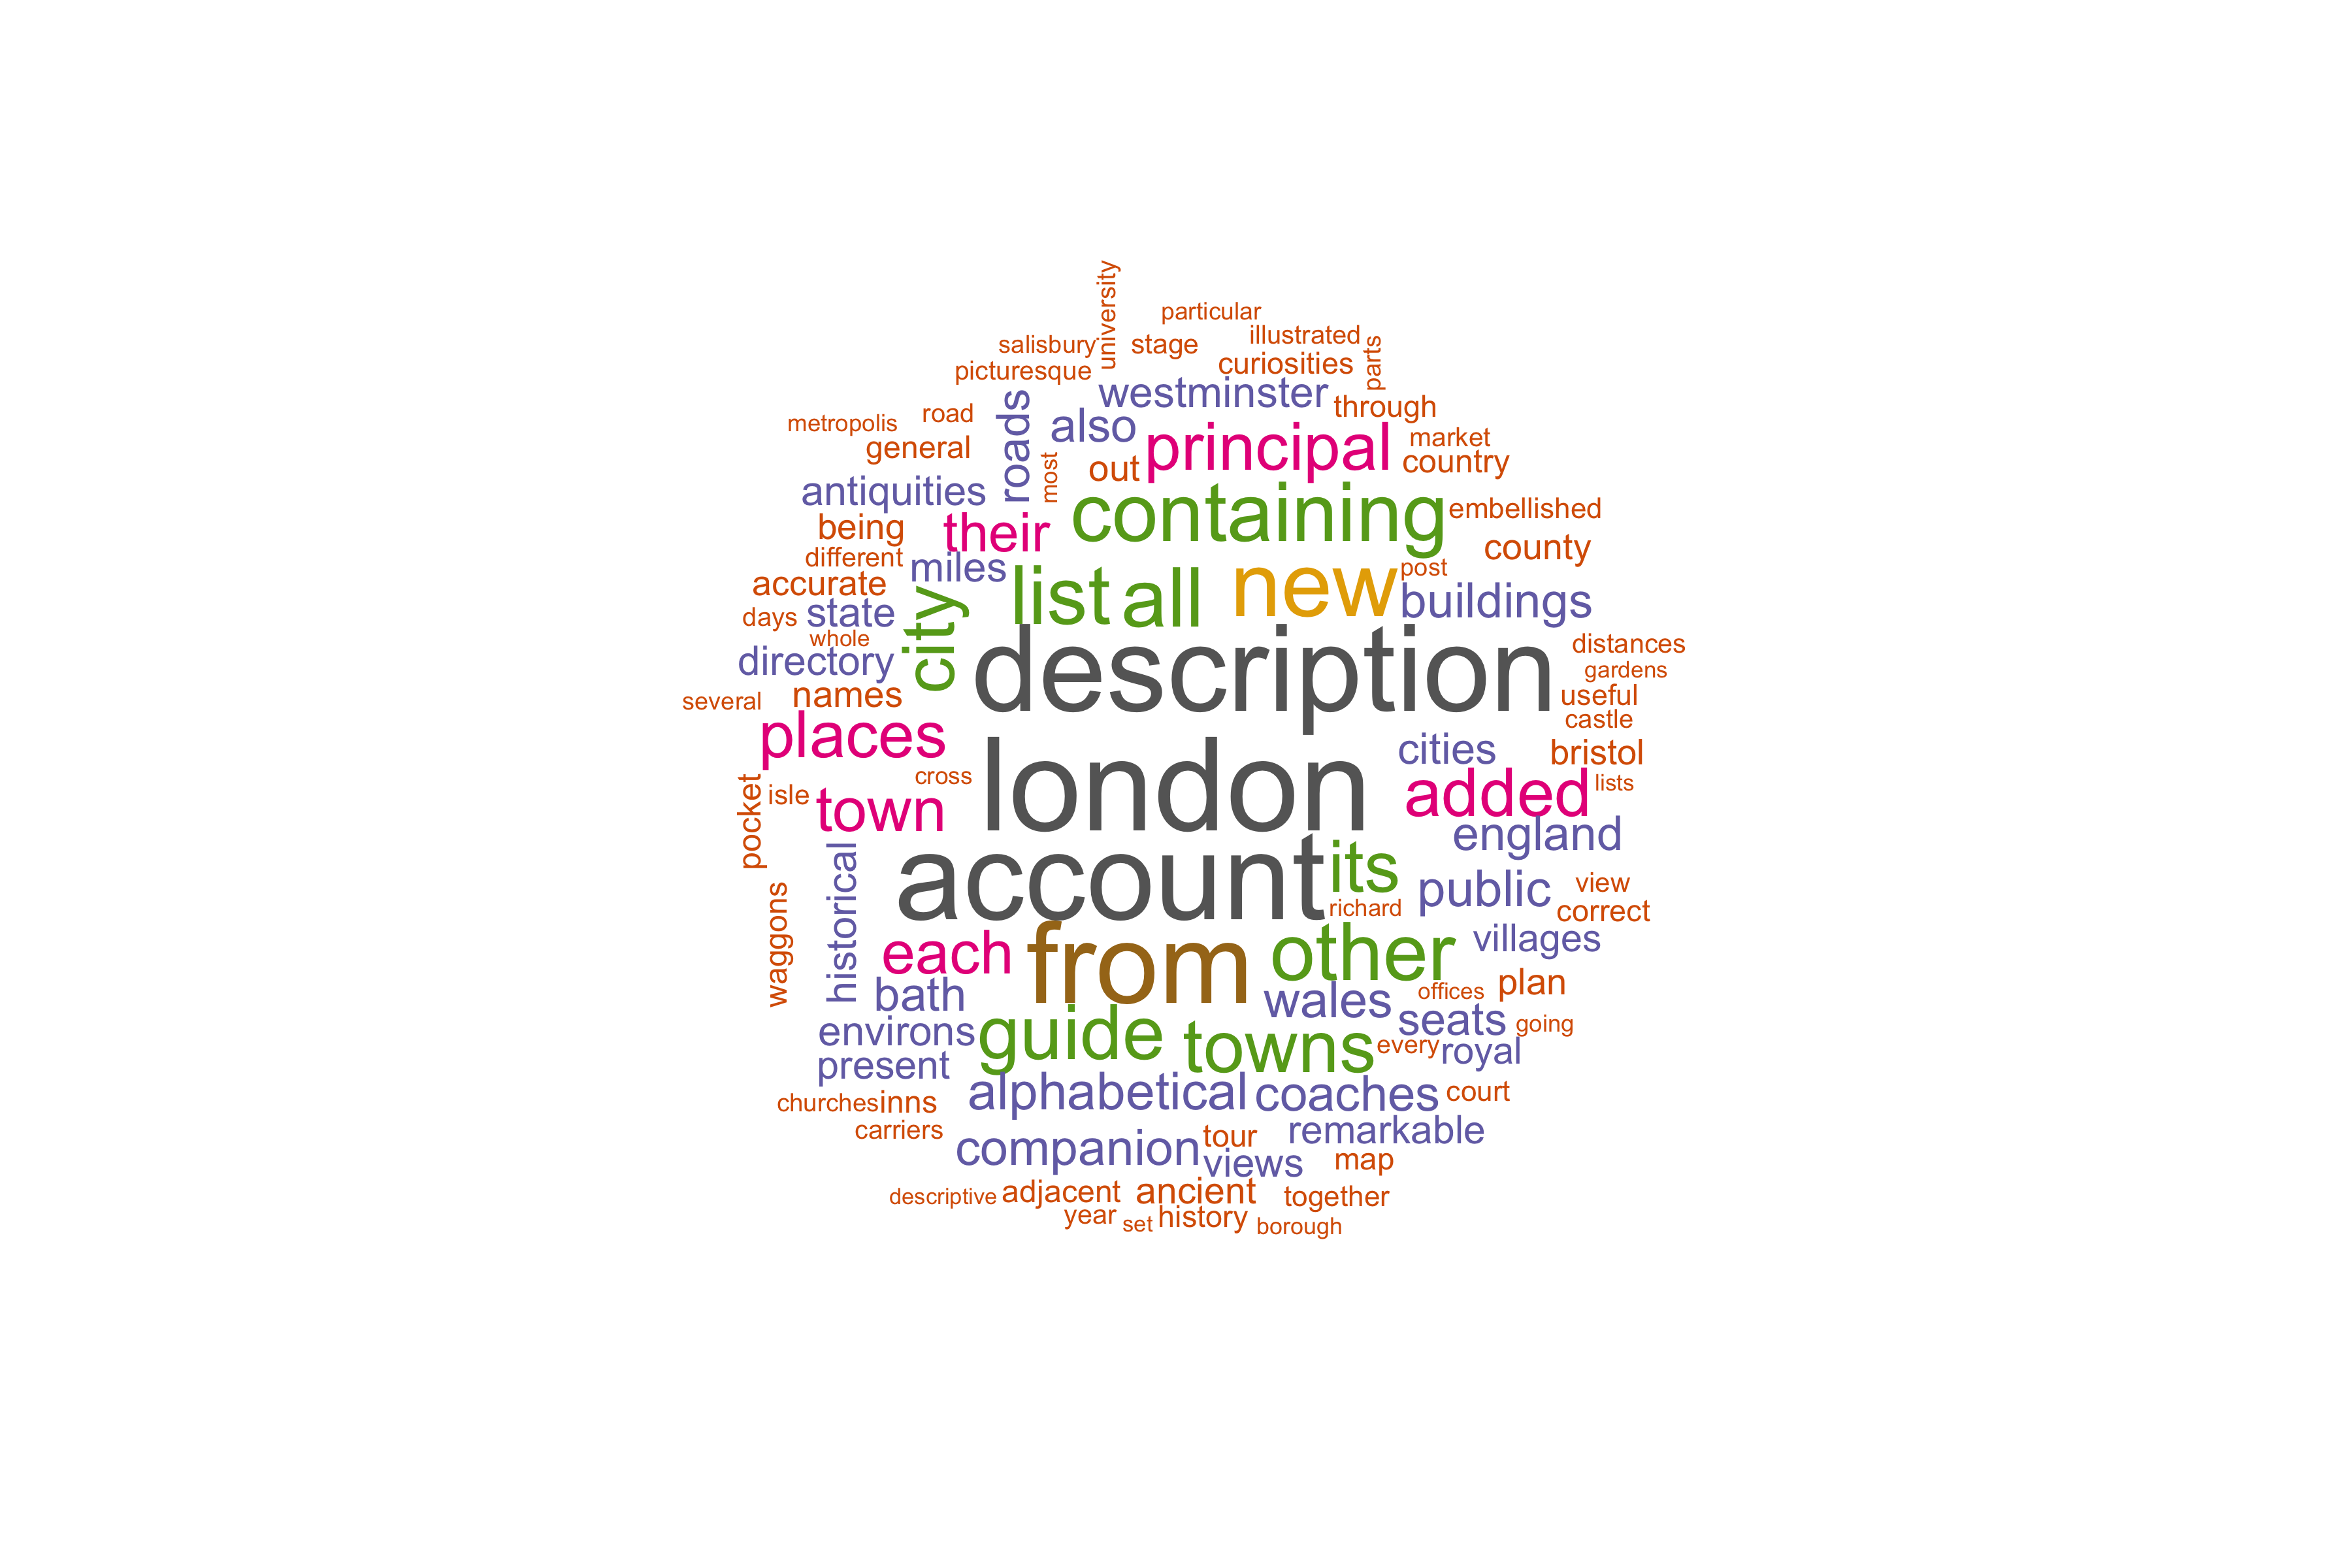 university
particular
illustrated
salisbury
stage
parts
curiosities
picturesque
westminster
through
roads
metropolis
road
also
principal
market
general
most
out
country
antiquities
containing
embellished
being
their
county
different
miles
list
all
new
post
accurate
buildings
days
state
city
whole
description
distances
directory
gardens
several
names
useful
places
castle
cities
bristol
cross
london
added
lists
pocket
isle
town
england
historical
account
its
public
view
richard
correct
waggons
each
from
other
villages
bath
wales
offices
plan
environs
guide
towns
seats
going
present
every
royal
alphabetical
coaches
court
churches
inns
carriers
companion
tour
remarkable
views
map
descriptive
adjacent
ancient
together
year
set
history
borough